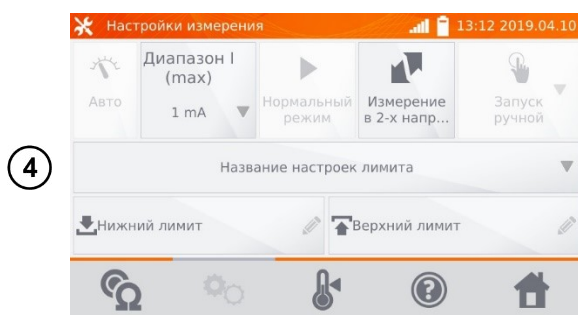 Настройки измерения 13:12 2019.04.10
Авто
Диапазон I
(max)
1 mA
Нормальный
режим
Измерение
в 2-х напр...
Запуск
ручной
4
Название настроек лимита
Нижний лимит
Верхний лимит
Ω
?